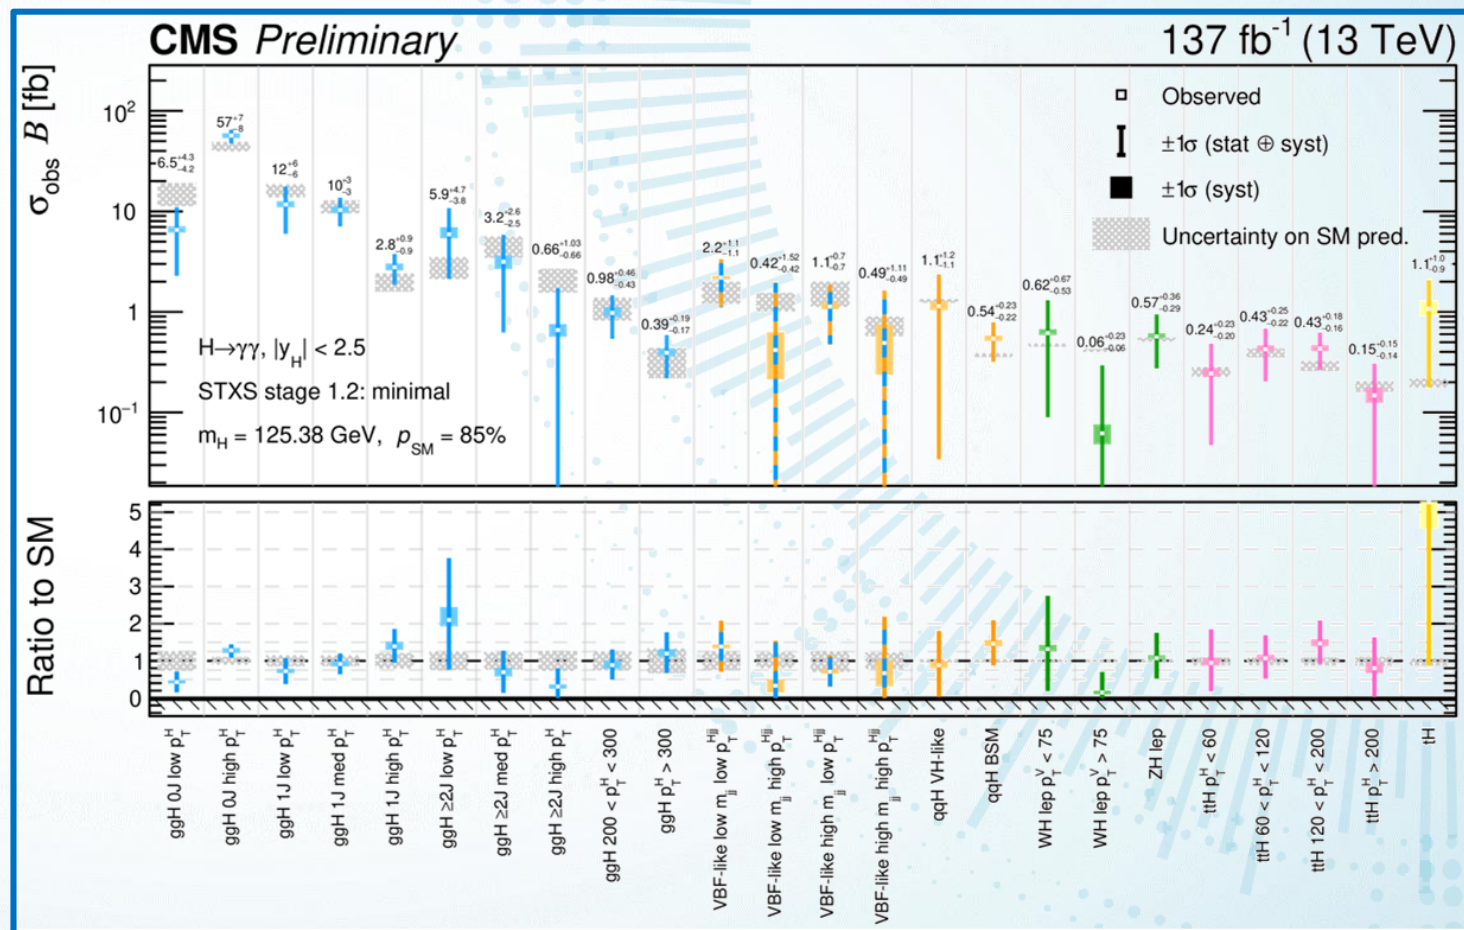 CMS Preliminary
137 fb⁻¹ (13 TeV)
σ_obs B [fb]
10²
10
1
10⁻¹
6.5 +4.3 −4.2
57 +7 −8
12 +6 −6
10 +3 −3
2.8 +0.9 −0.9
5.9 +4.7 −3.8
3.2 +2.6 −2.5
0.66 +1.03 −0.66
0.98 +0.46 −0.43
0.39 +0.19 −0.17
2.2 +1.1 −1.1
0.42 +1.52 −0.42
1.1 +0.7 −0.7
0.49 +1.11 −0.49
1.1 +1.2 −1.1
0.54 +0.23 −0.22
0.62 +0.67 −0.53
0.06 +0.23 −0.06
0.57 +0.36 −0.29
0.24 +0.23 −0.20
0.43 +0.25 −0.22
0.43 +0.18 −0.16
0.15 +0.15 −0.14
1.1 +1.0 −0.9
Observed
±1σ (stat ⊕ syst)
±1σ (syst)
Uncertainty on SM pred.
H→γγ, |y_H| < 2.5
STXS stage 1.2: minimal
m_H = 125.38 GeV, p_SM = 85%
Ratio to SM
5
4
3
2
1
0
ggH 0J low p_T^H
ggH 0J high p_T^H
ggH 1J low p_T^H
ggH 1J med p_T^H
ggH 1J high p_T^H
ggH ≥2J low p_T^H
ggH ≥2J med p_T^H
ggH ≥2J high p_T^H
ggH 200 < p_T^H < 300
ggH p_T^H > 300
VBF-like low m_jj low p_T^Hjj
VBF-like low m_jj high p_T^Hjj
VBF-like high m_jj low p_T^Hjj
VBF-like high m_jj high p_T^Hjj
qqH VH-like
qqH BSM
WH lep p_T^V < 75
WH lep p_T^V > 75
ZH lep
ttH p_T^H < 60
ttH 60 < p_T^H < 120
ttH 120 < p_T^H < 200
ttH p_T^H > 200
tH